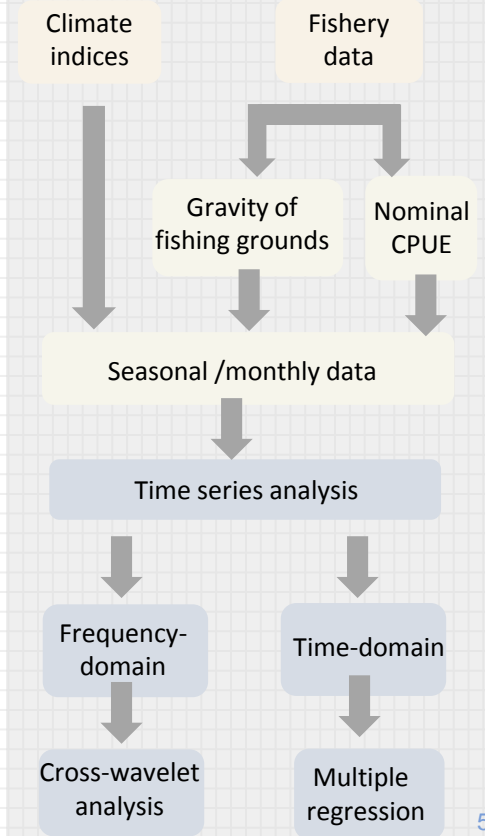 Climate
indices
Fishery
data
Gravity of
fishing grounds
Nominal
CPUE
Seasonal /monthly data
Time series analysis
Frequency-
domain
Time-domain
Cross-wavelet
analysis
Multiple
regression
5